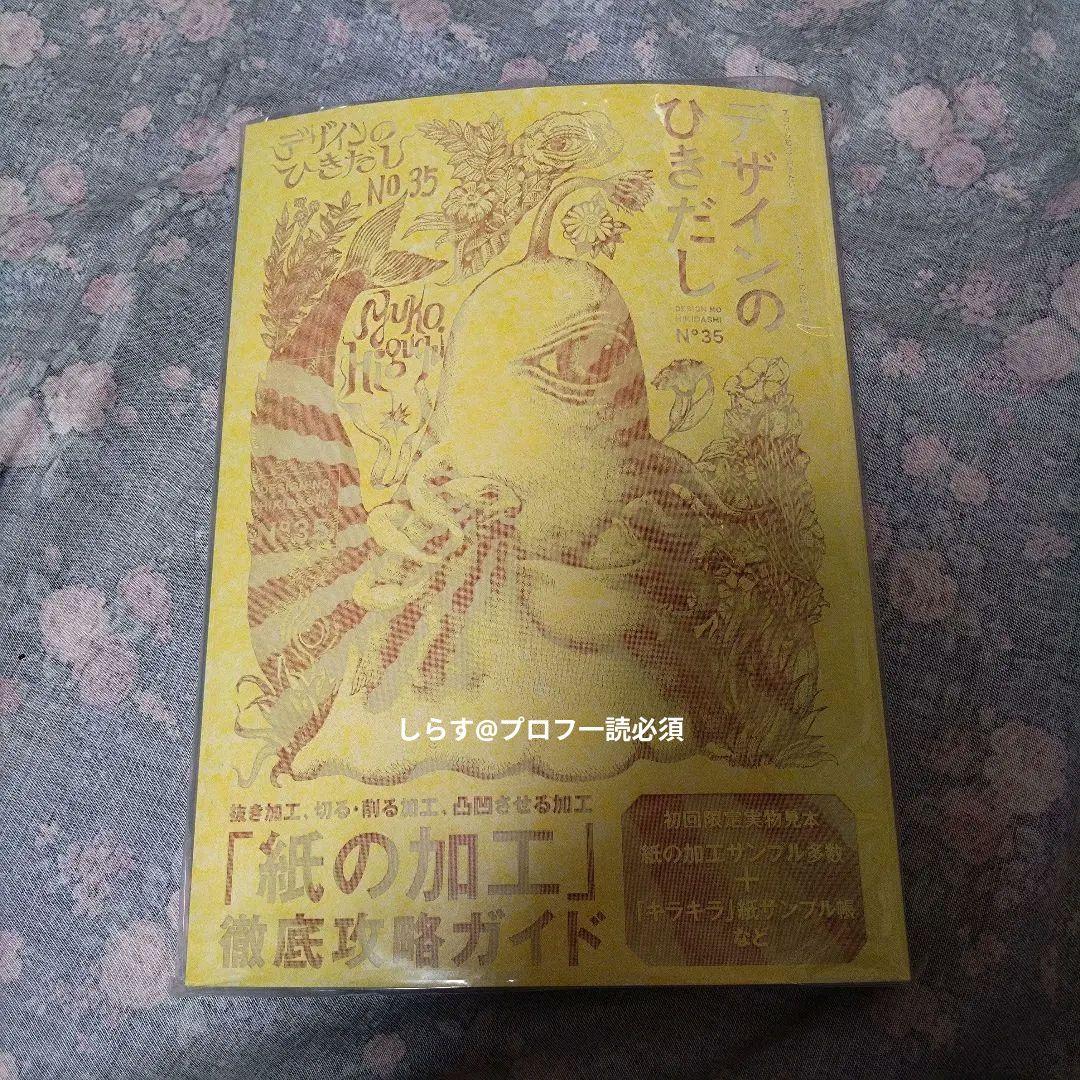 デザインの
ひきだし
No.35
デザインの
ひきだし
DESIGN NO
HIKIDASHI
Nº35
Yuko
Higuchi
しらす@プロフ一読必須
抜き加工、切る・削る加工、凸凹させる加工
「紙の加工」
徹底攻略ガイド
初回限定実物見本
紙の加工サンプル多数
+
「キラキラ」紙サンプル帳
など